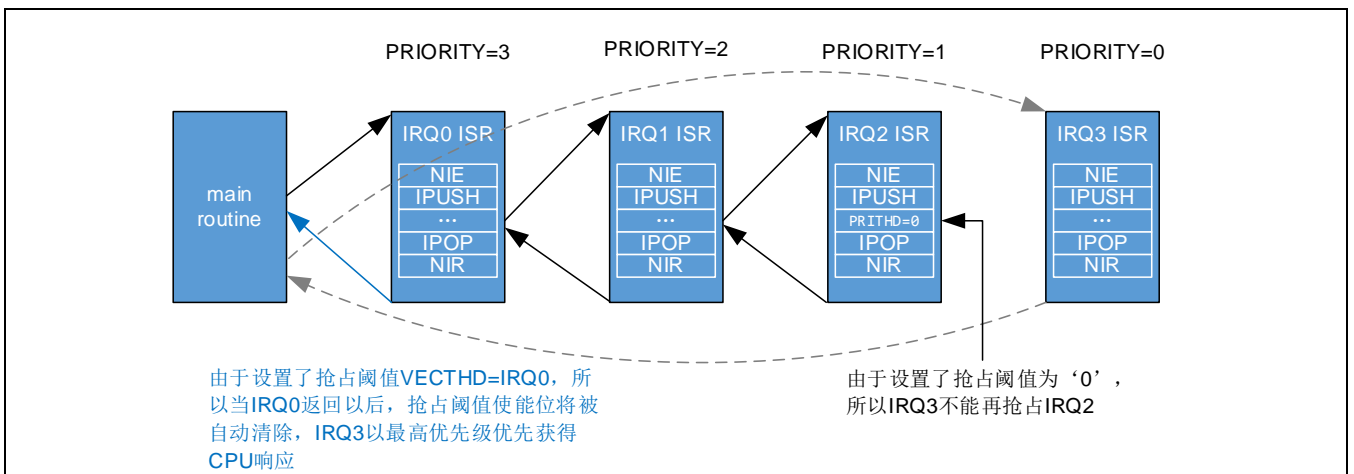 PRIORITY=3 PRIORITY=2 PRIORITY=1 PRIORITY=0
main
routine
IRQ0 ISR
NIE
IPUSH
...
IPOP
NIR
IRQ1 ISR
NIE
IPUSH
...
IPOP
NIR
IRQ2 ISR
NIE
IPUSH
PRITHD=0
IPOP
NIR
IRQ3 ISR
NIE
IPUSH
...
IPOP
NIR
由于设置了抢占阈值VECTHD=IRQ0，所
以当IRQ0返回以后，抢占阈值使能位将被
自动清除，IRQ3以最高优先级优先获得
CPU响应
由于设置了抢占阈值为‘0’，
所以IRQ3不能再抢占IRQ2